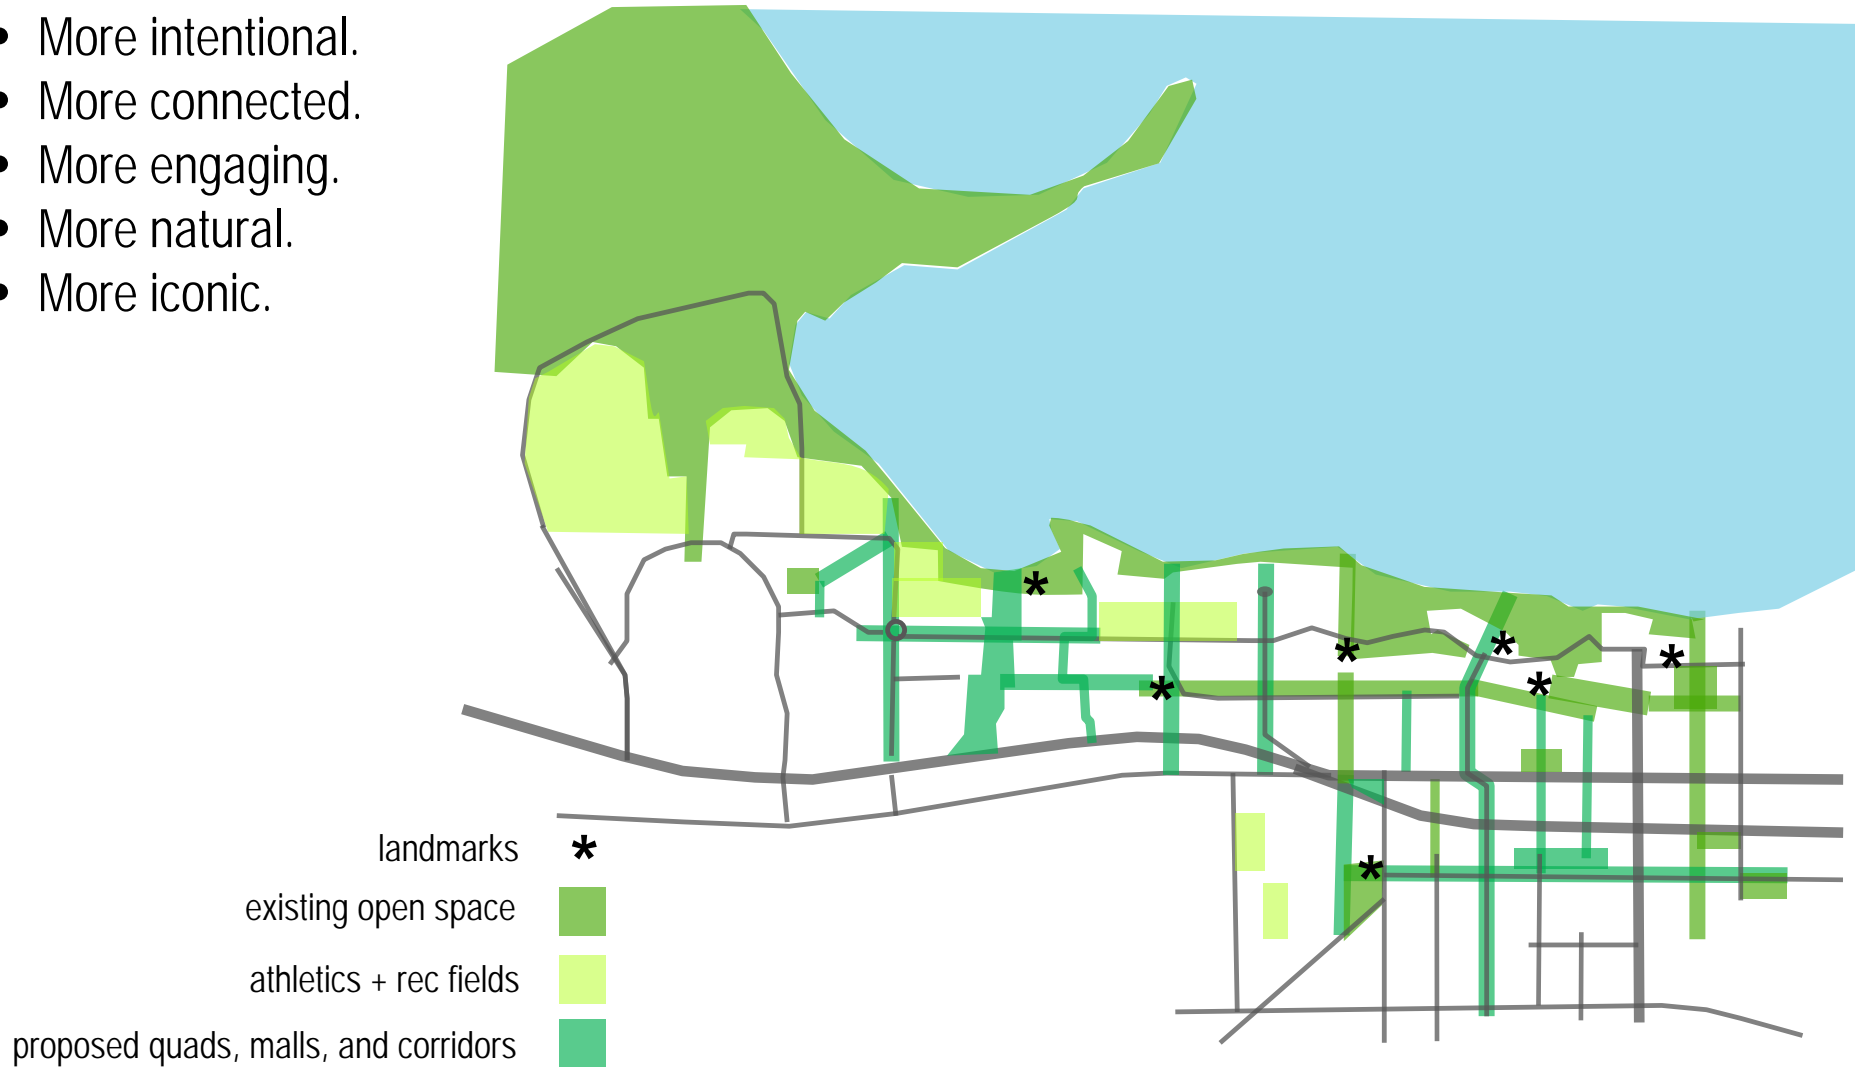 • More intentional.
• More connected.
• More engaging.
• More natural.
• More iconic.
landmarks *
existing open space
athletics + rec fields
proposed quads, malls, and corridors